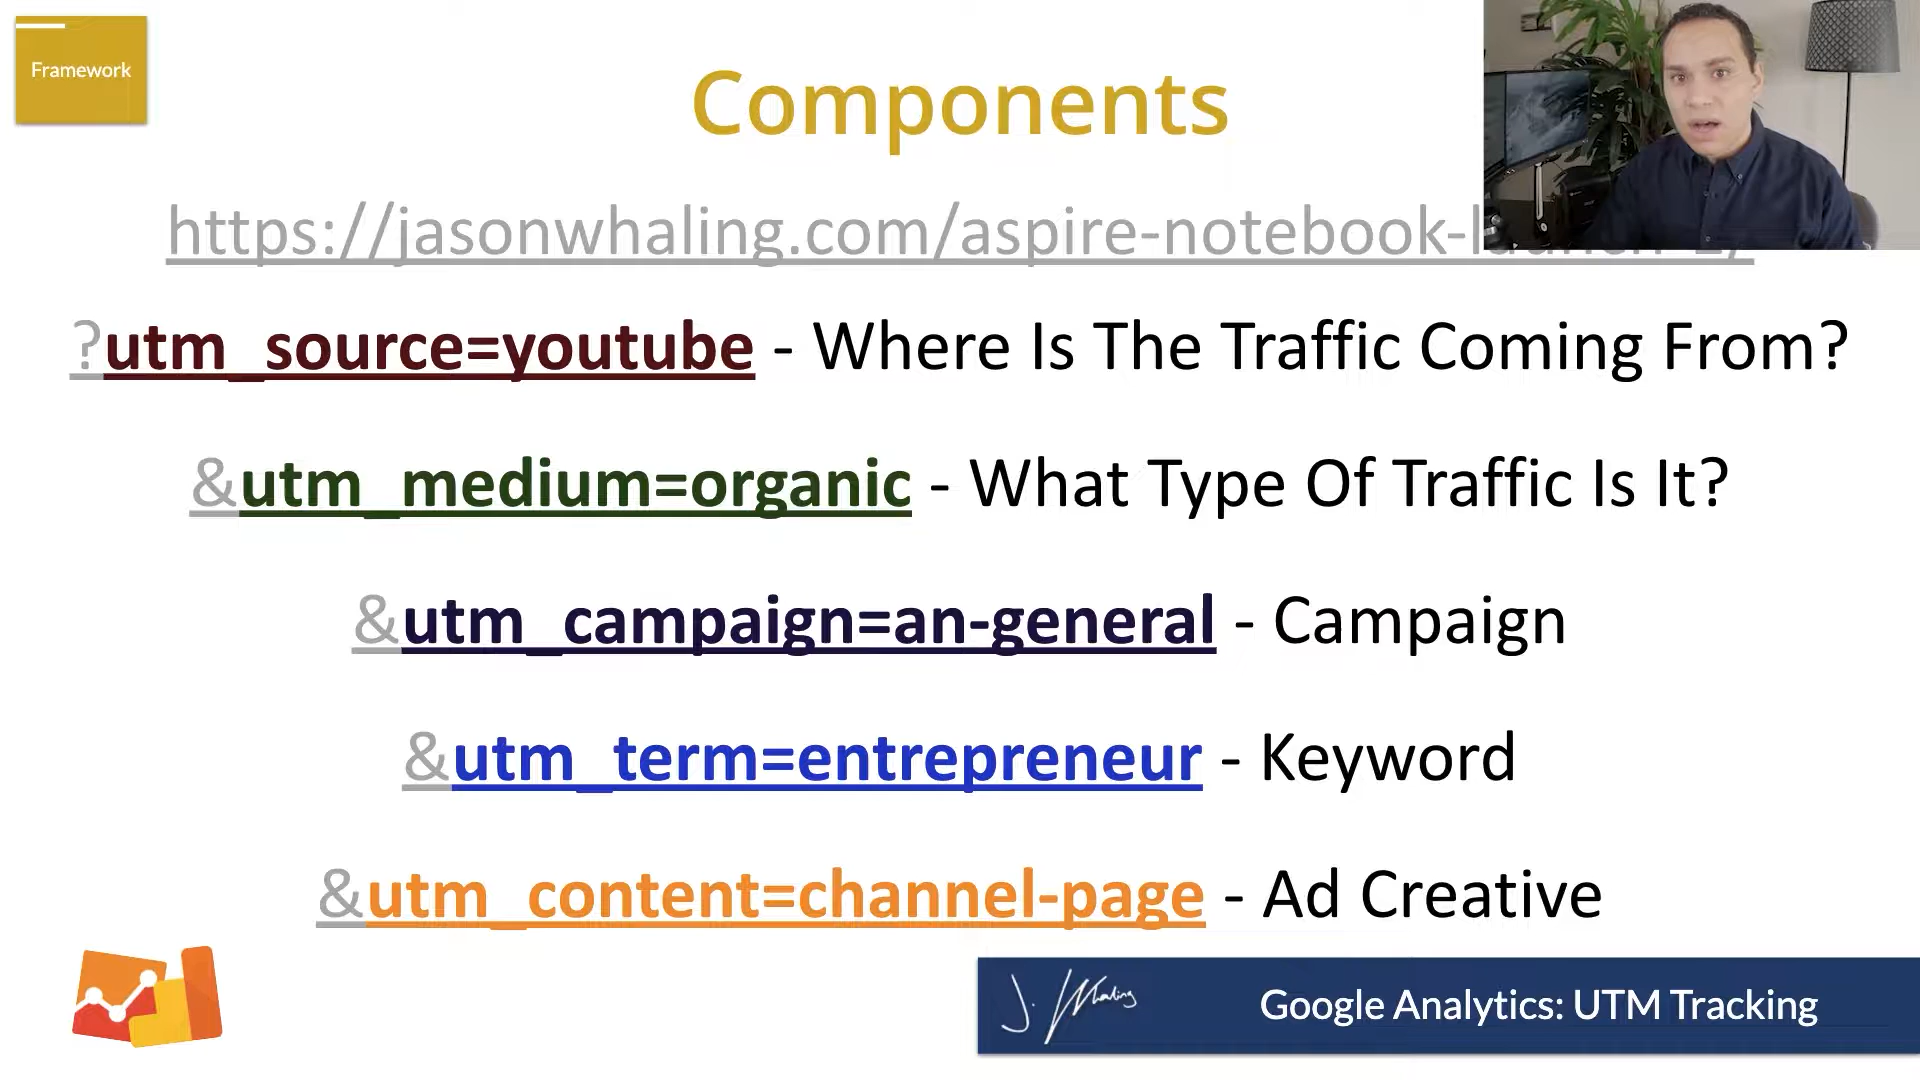 Framework
Components
https://jasonwhaling.com/aspire-notebook-
?utm_source=youtube - Where Is The Traffic Coming From?
&utm_medium=organic - What Type Of Traffic Is It?
&utm_campaign=an-general - Campaign
&utm_term=entrepreneur - Keyword
&utm_content=channel-page - Ad Creative
J. Whaling
Google Analytics: UTM Tracking